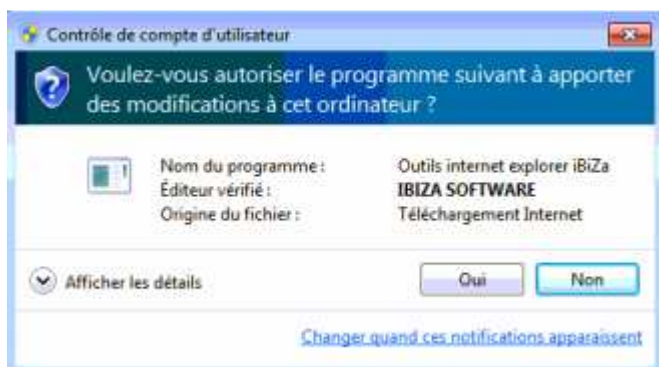 Contrôle de compte d'utilisateur
Voulez-vous autoriser le programme suivant à apporter
des modifications à cet ordinateur ?
Nom du programme : Outils internet explorer iBiZa
Éditeur vérifié : IBIZA SOFTWARE
Origine du fichier : Téléchargement Internet
Afficher les détails Oui Non
Changer quand ces notifications apparaissent